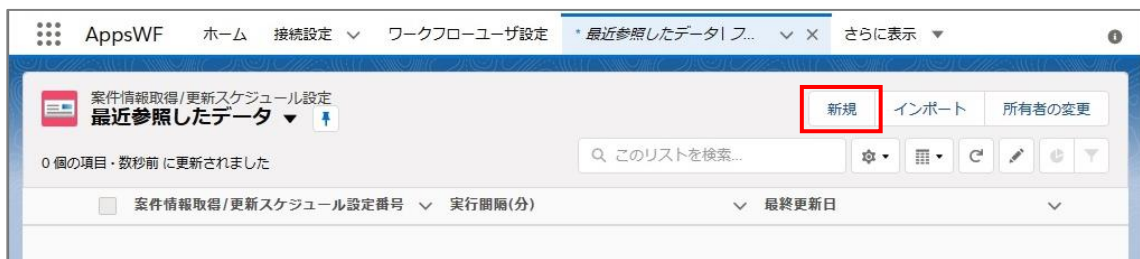 AppsWF ホーム 接続設定 ワークフローユーザ設定 * 最近参照したデータ | フ... さらに表示
案件情報取得/更新スケジュール設定
最近参照したデータ
新規 インポート 所有者の変更
0 個の項目・数秒前 に更新されました
このリストを検索...
案件情報取得/更新スケジュール設定番号 実行間隔(分) 最終更新日